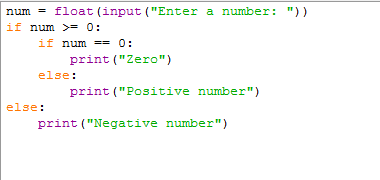 num = float(input("Enter a number: "))
if num >= 0:
    if num == 0:
        print("Zero")
    else:
        print("Positive number")
else:
    print("Negative number")